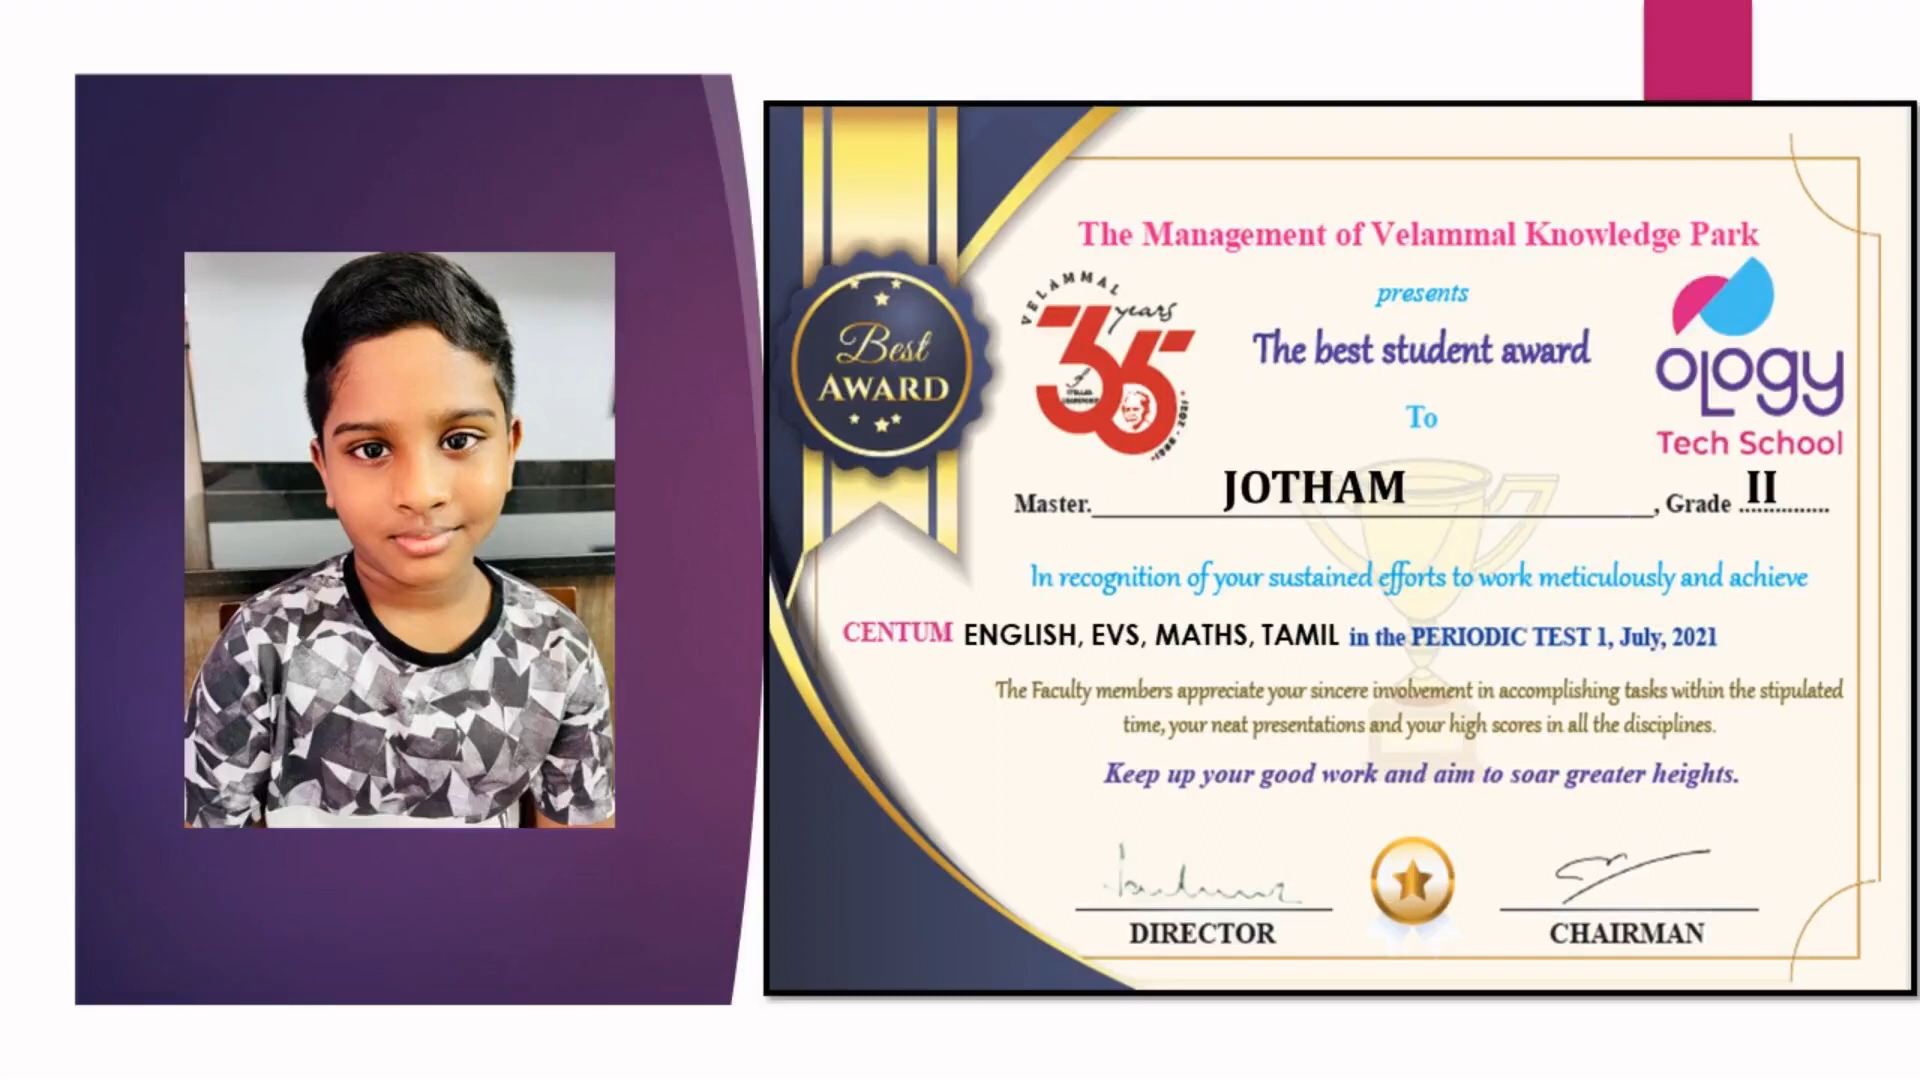 The Management of Velammal Knowledge Park
VELAMMAL
36 years
presents
Best
AWARD
The best student award
ology
Tech School
To
Master. JOTHAM, Grade II
In recognition of your sustained efforts to work meticulously and achieve
CENTUM ENGLISH, EVS, MATHS, TAMIL in the PERIODIC TEST 1, July, 2021
The Faculty members appreciate your sincere involvement in accomplishing tasks within the stipulated
time, your neat presentations and your high scores in all the disciplines.
Keep up your good work and aim to soar greater heights.
DIRECTOR
CHAIRMAN